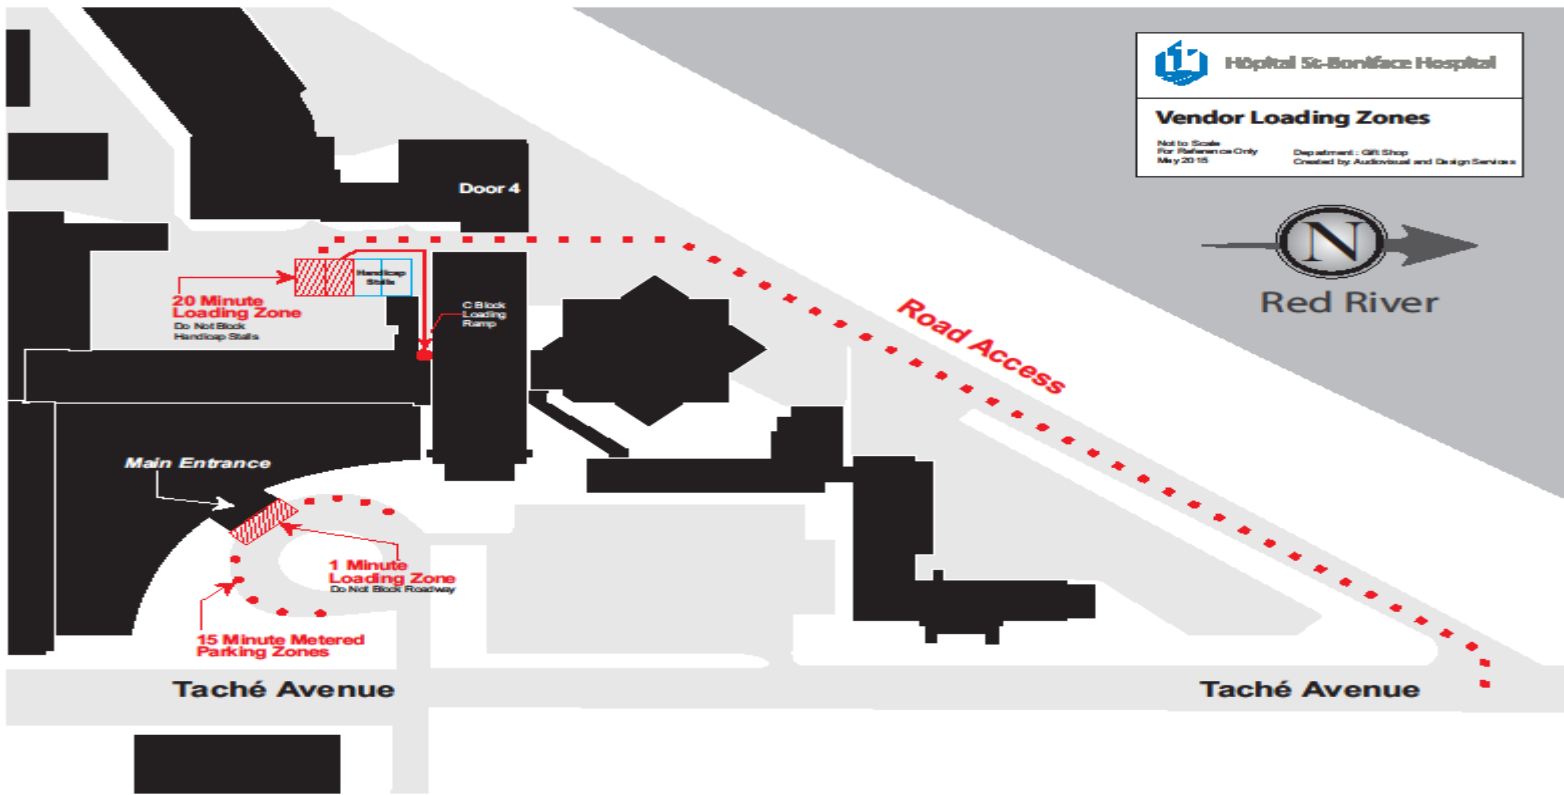 Hôpital St-Boniface Hospital
Vendor Loading Zones
Not to Scale
For Reference Only
May 2015
Department : Gift Shop
Created by: Audiovisual and Design Services
N
Red River
Door 4
Handicap
Stalls
20 Minute
Loading Zone
Do Not Block
Handicap Stalls
C Block
Loading
Ramp
Road Access
Main Entrance
1 Minute
Loading Zone
Do Not Block Roadway
15 Minute Metered
Parking Zones
Taché Avenue
Taché Avenue